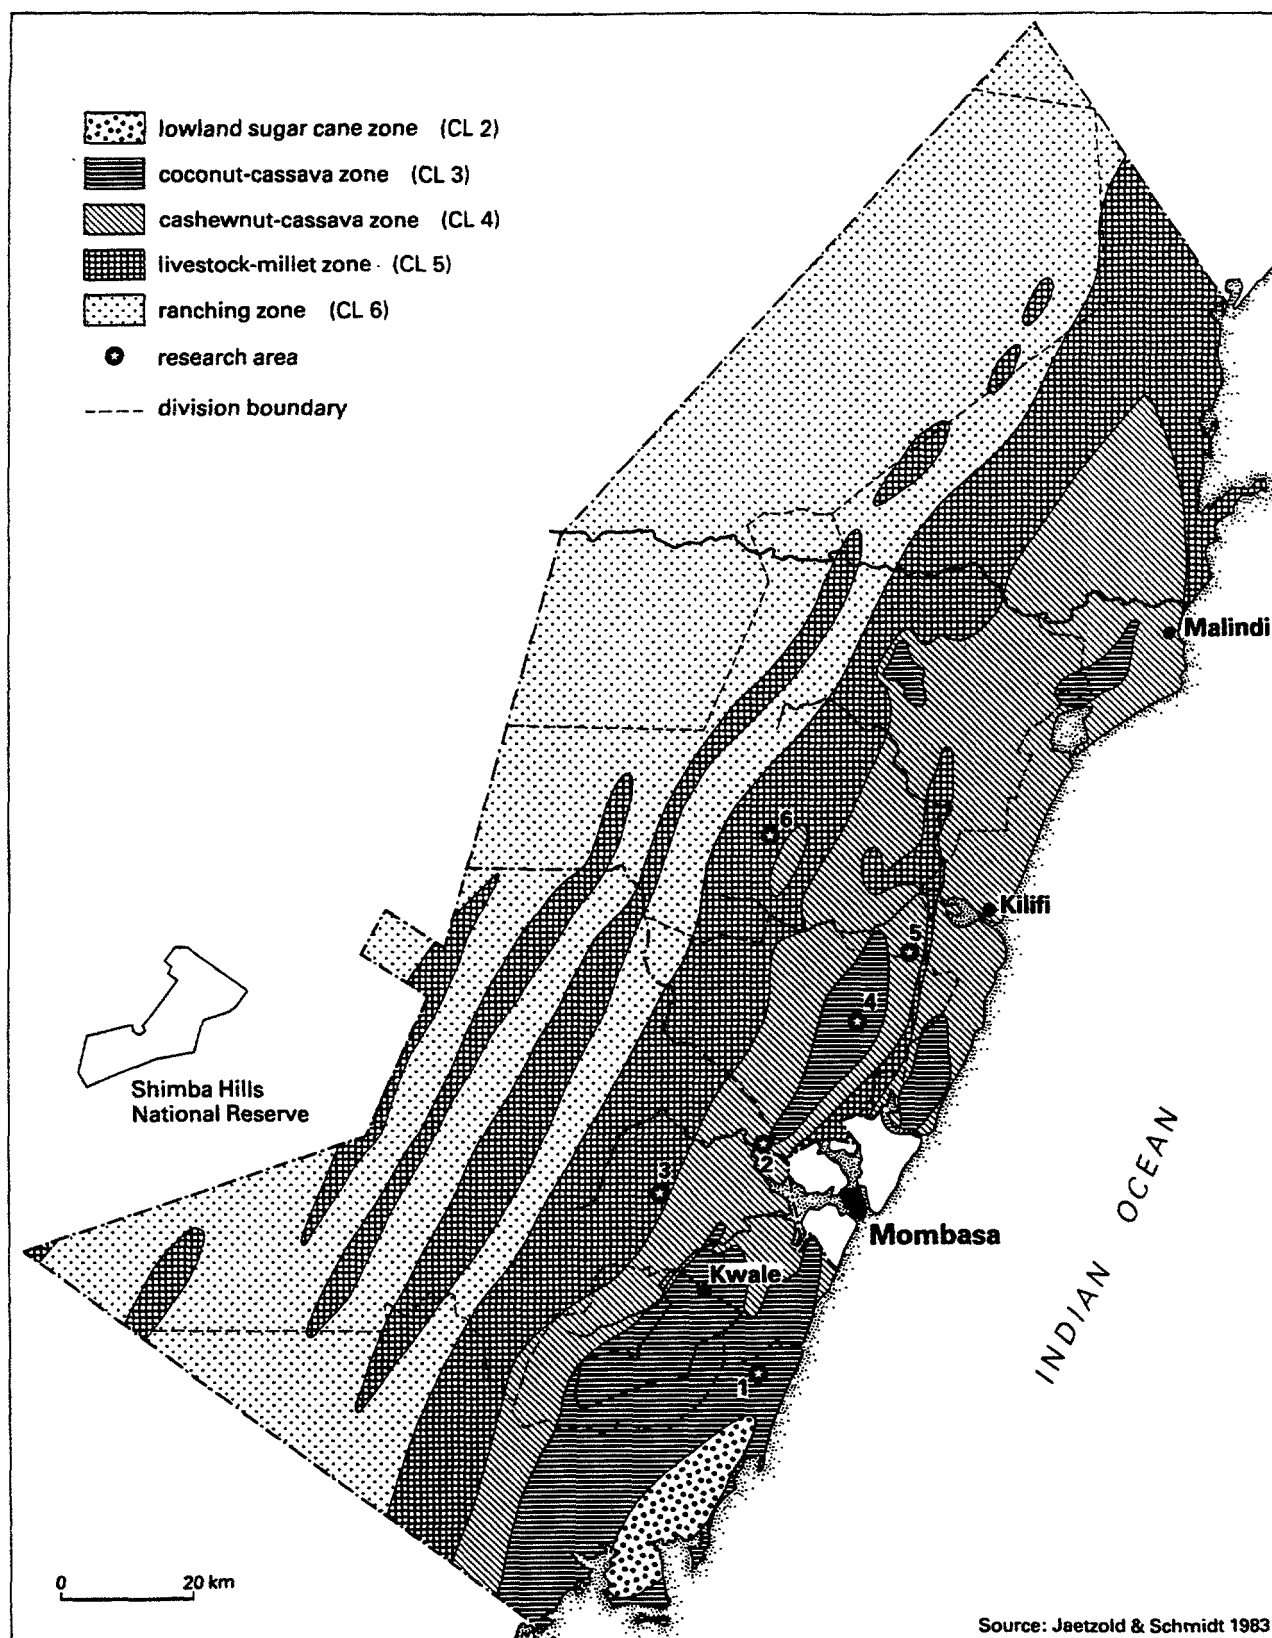 lowland sugar cane zone (CL 2)
coconut-cassava zone (CL 3)
cashewnut-cassava zone (CL 4)
livestock-millet zone (CL 5)
ranching zone (CL 6)
research area
division boundary
Malindi
6
Kilifi
5
4
Shimba Hills
National Reserve
2
3
Mombasa
Kwale
1
INDIAN OCEAN
0 20 km
Source: Jaetzold & Schmidt 1983